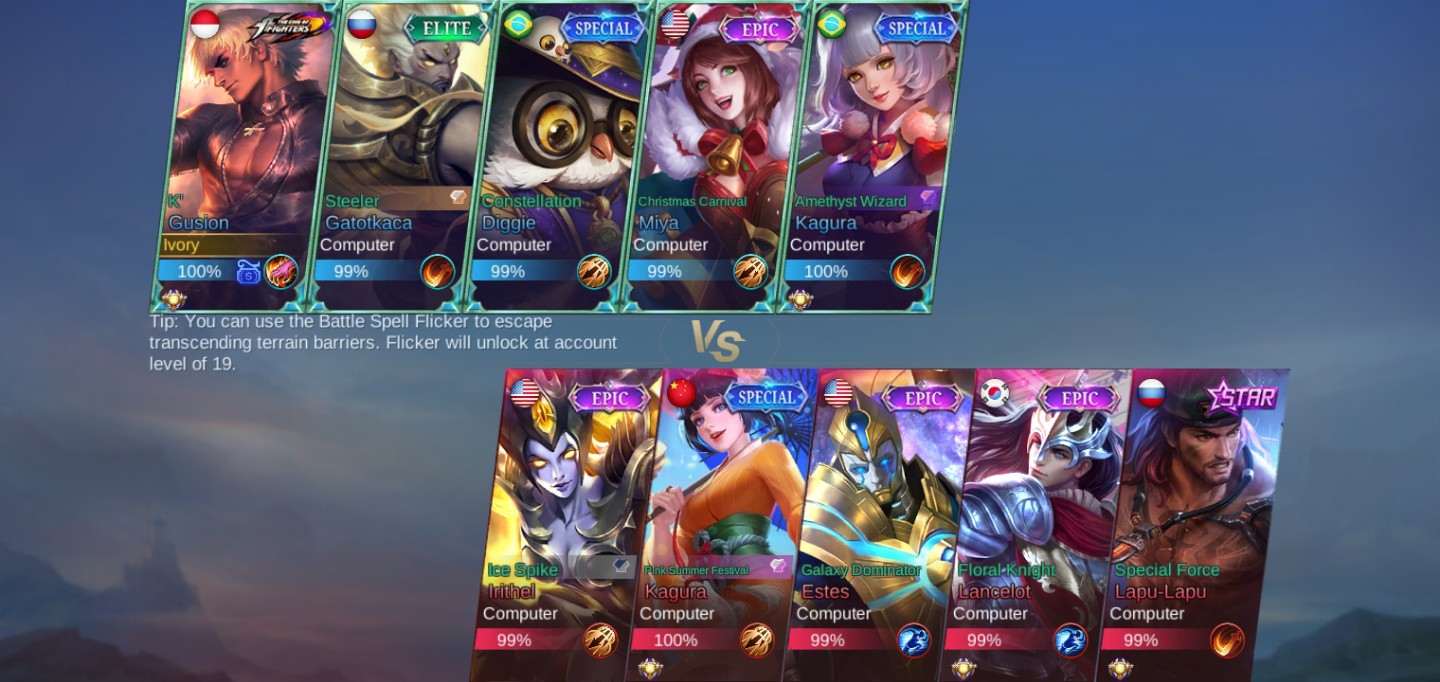 THE KING OF
FIGHTERS
K'
Gusion
Ivory
100%
S
ELITE
Steeler
Gatotkaca
Computer
99%
SPECIAL
Constellation
Diggie
Computer
99%
EPIC
Christmas Carnival
Miya
Computer
99%
SPECIAL
Amethyst Wizard
Kagura
Computer
100%
Tip: You can use the Battle Spell Flicker to escape
transcending terrain barriers. Flicker will unlock at account
level of 19.
VS
EPIC
Ice Spike
Irithel
Computer
99%
SPECIAL
Pink Summer Festival
Kagura
Computer
100%
EPIC
Galaxy Dominator
Estes
Computer
99%
EPIC
Floral Knight
Lancelot
Computer
99%
STAR
Special Force
Lapu-Lapu
Computer
99%